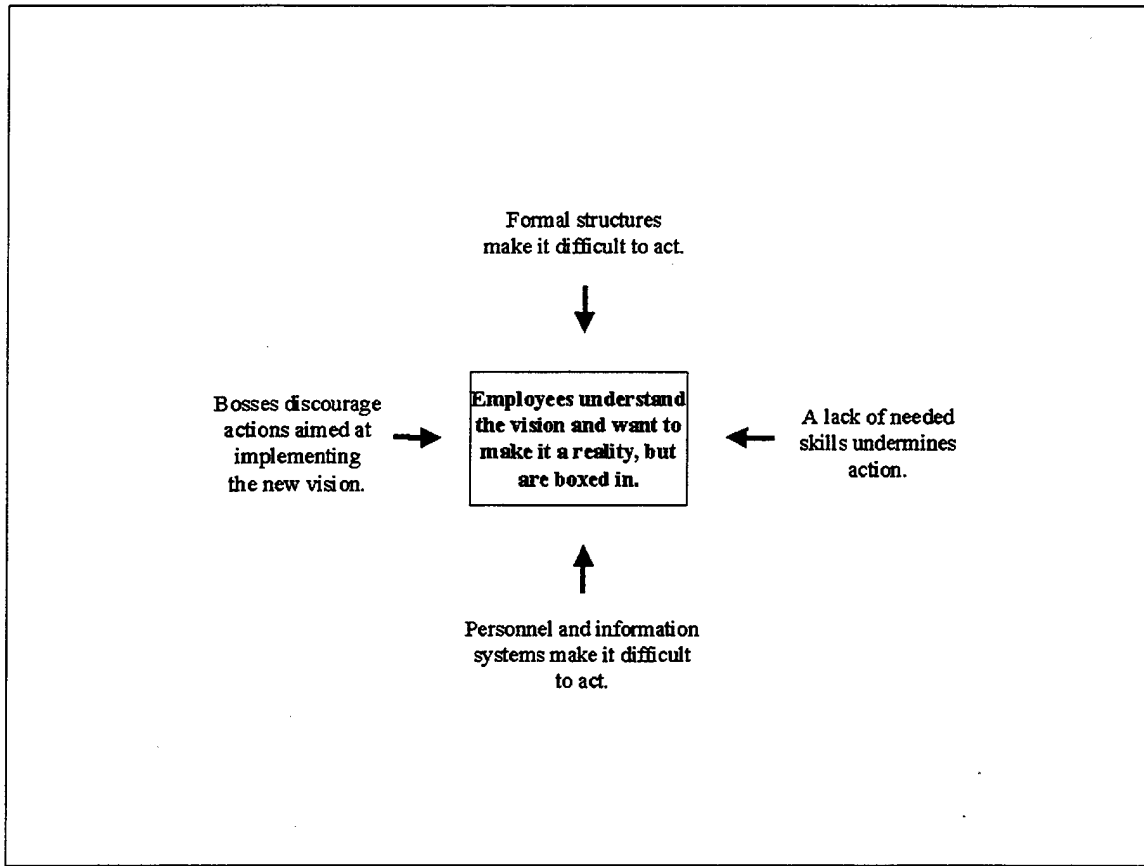 Formal structures
make it difficult to act.
Bosses discourage
actions aimed at
implementing
the new vision.
Employees understand
the vision and want to
make it a reality, but
are boxed in.
A lack of needed
skills undermines
action.
Personnel and information
systems make it difficult
to act.